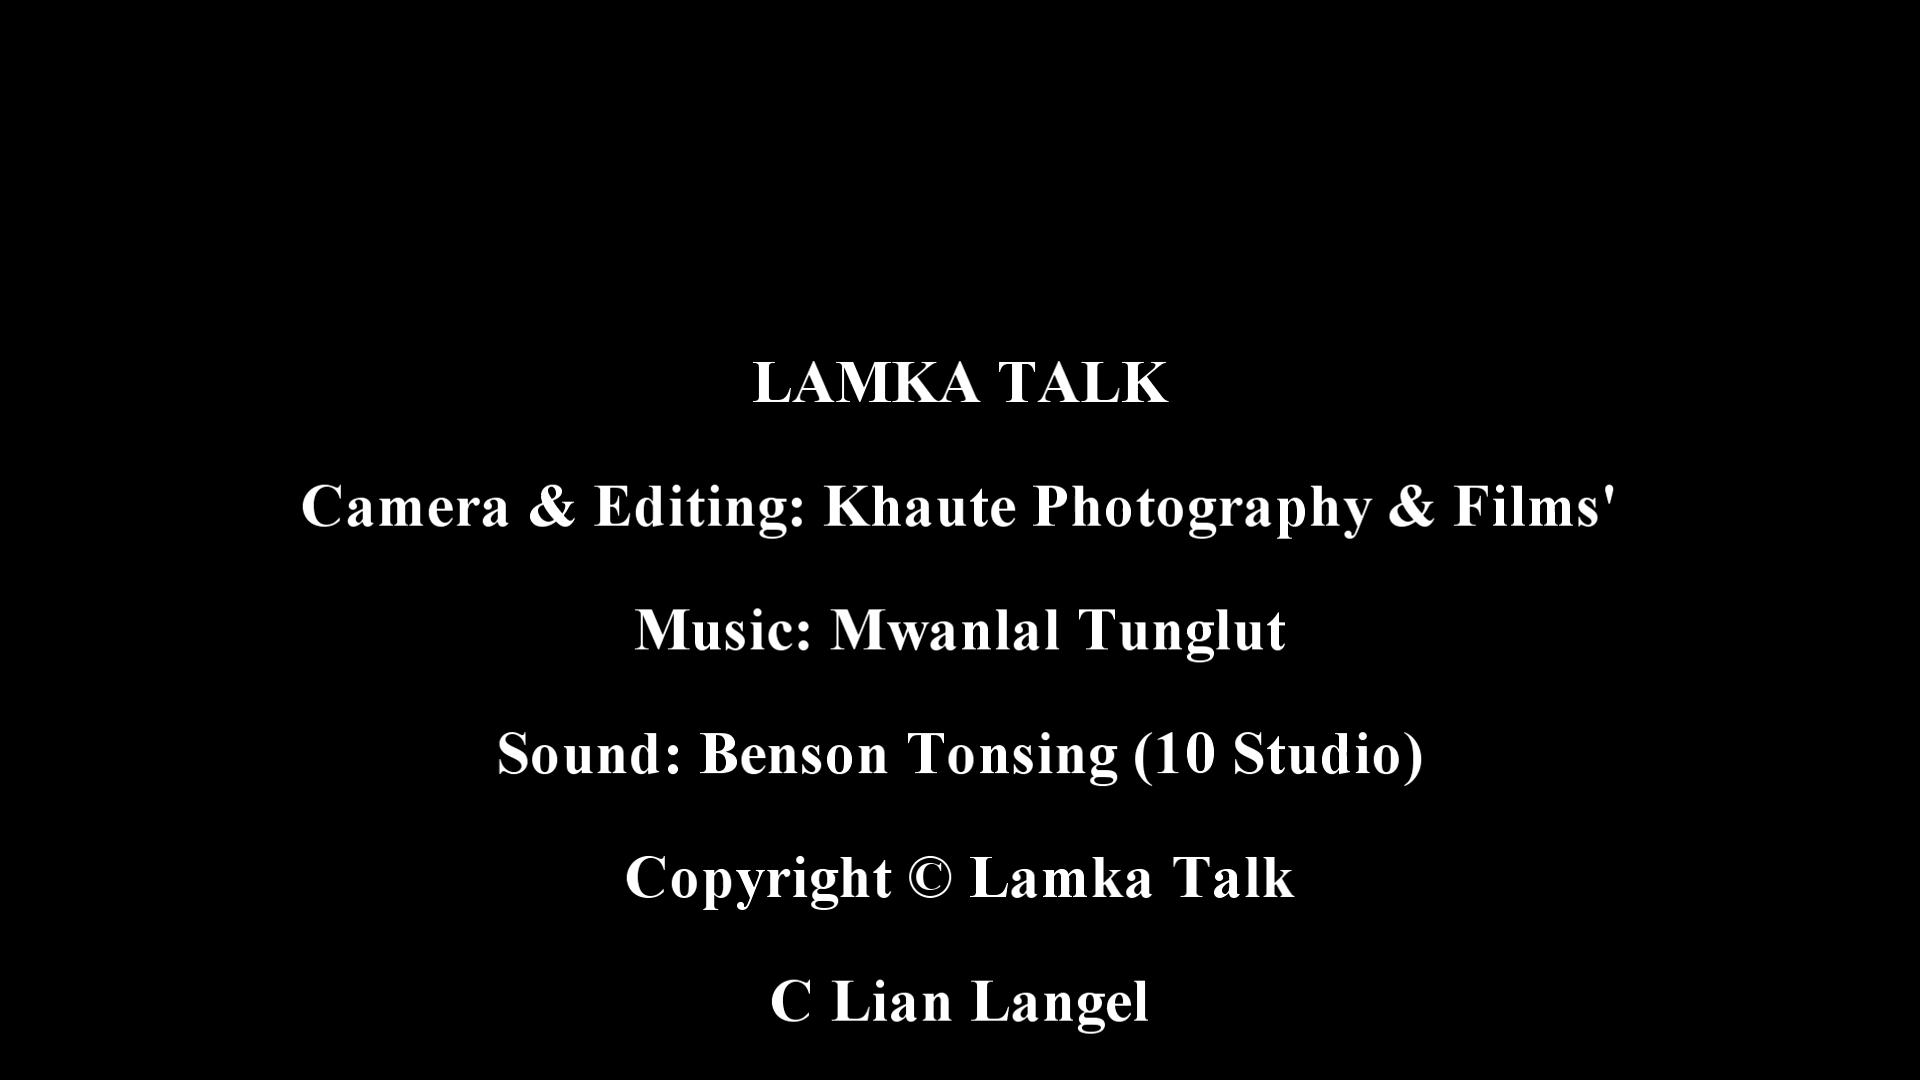 LAMKA TALK
Camera & Editing: Khaute Photography & Films'
Music: Mwanlal Tunglut
Sound: Benson Tonsing (10 Studio)
Copyright © Lamka Talk
C Lian Langel